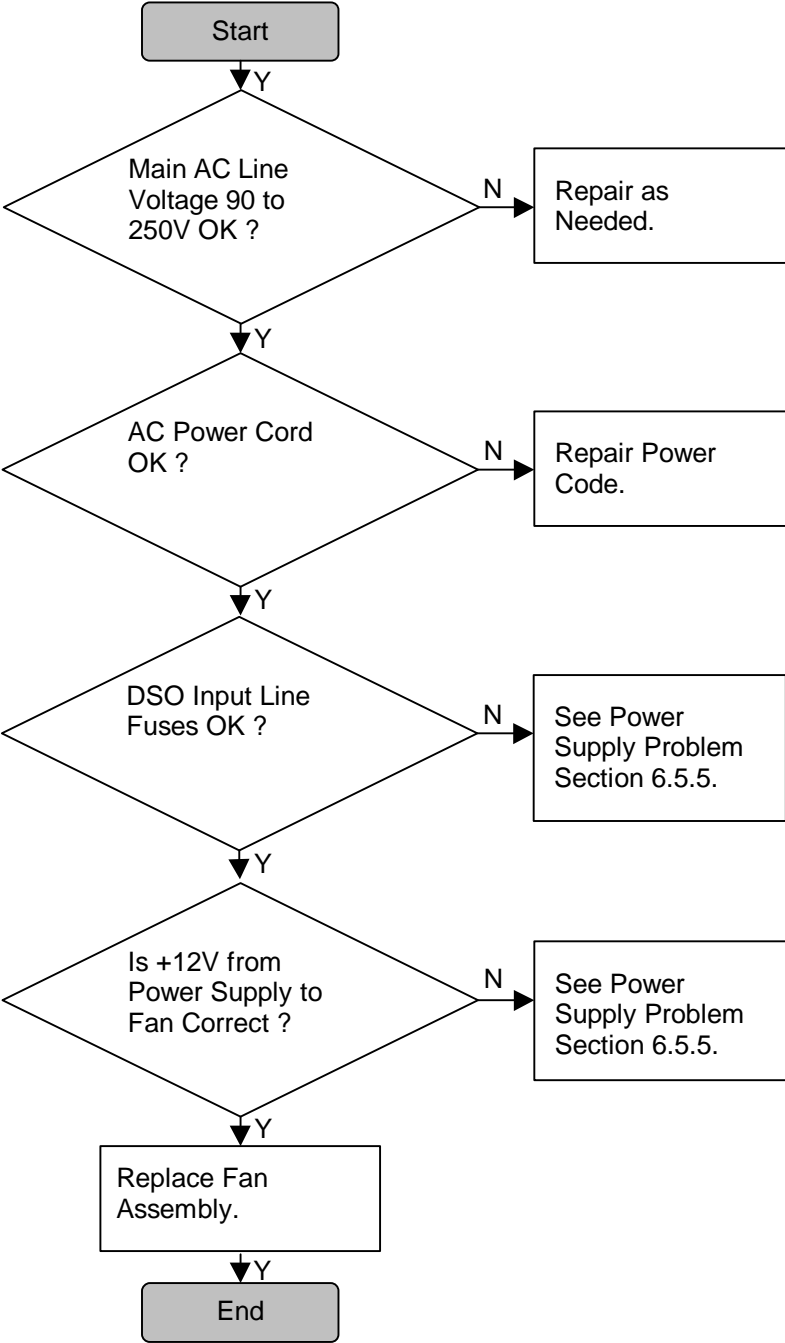 Start
Y
Main AC Line
Voltage 90 to
250V OK ?
N
Repair as
Needed.
Y
AC Power Cord
OK ?
N
Repair Power
Code.
Y
DSO Input Line
Fuses OK ?
N
See Power
Supply Problem
Section 6.5.5.
Y
Is +12V from
Power Supply to
Fan Correct ?
N
See Power
Supply Problem
Section 6.5.5.
Y
Replace Fan
Assembly.
Y
End